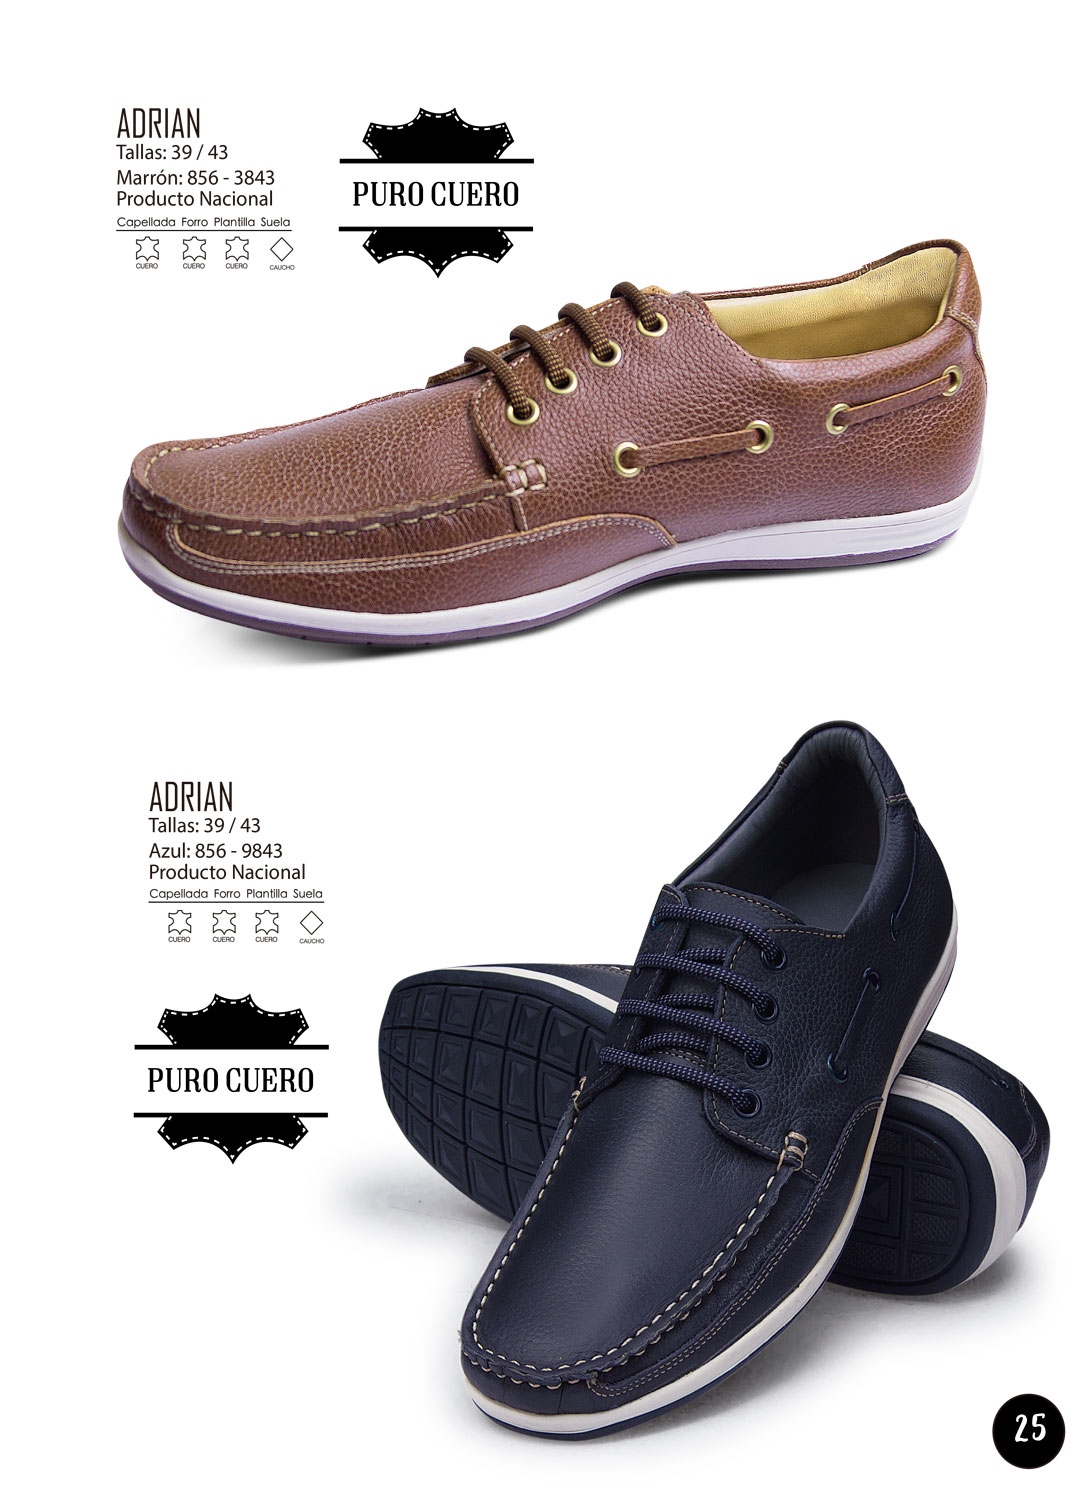 ADRIAN
Tallas: 39 / 43
Marrón: 856 - 3843
Producto Nacional
Capellada Forro Plantilla Suela
CUERO CUERO CUERO CAUCHO
PURO CUERO
ADRIAN
Tallas: 39 / 43
Azul: 856 - 9843
Producto Nacional
Capellada Forro Plantilla Suela
CUERO CUERO CUERO CAUCHO
PURO CUERO
25